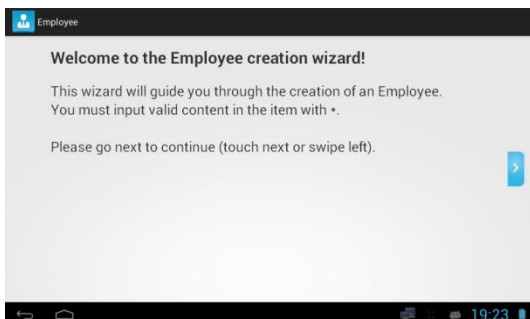 Employee
Welcome to the Employee creation wizard!
This wizard will guide you through the creation of an Employee.
You must input valid content in the item with *.
Please go next to continue (touch next or swipe left).
19:23